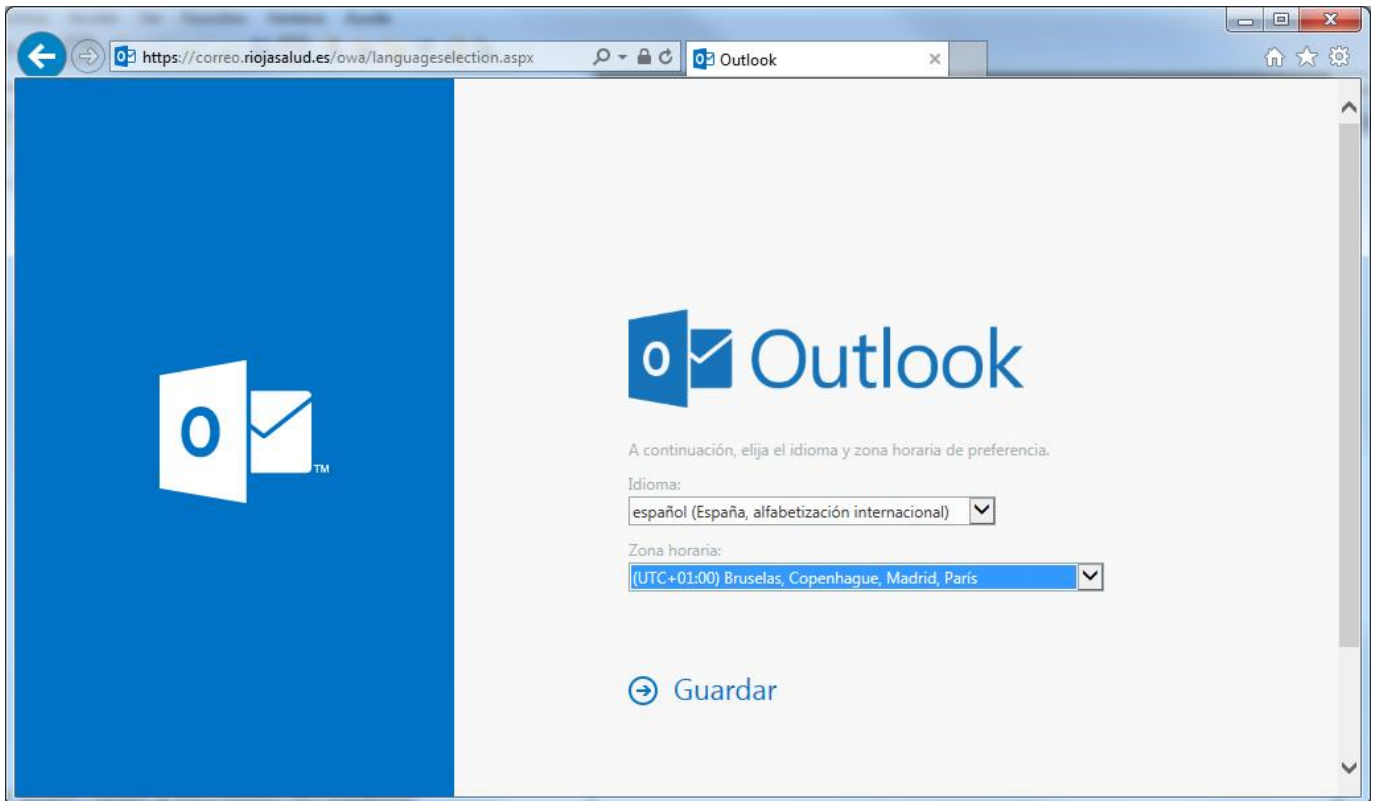 https://correo.riojasalud.es/owa/languageselection.aspx
Outlook
O
TM
Outlook
A continuación, elija el idioma y zona horaria de preferencia.
Idioma:
español (España, alfabetización internacional)
Zona horaria:
(UTC+01:00) Bruselas, Copenhague, Madrid, París
Guardar